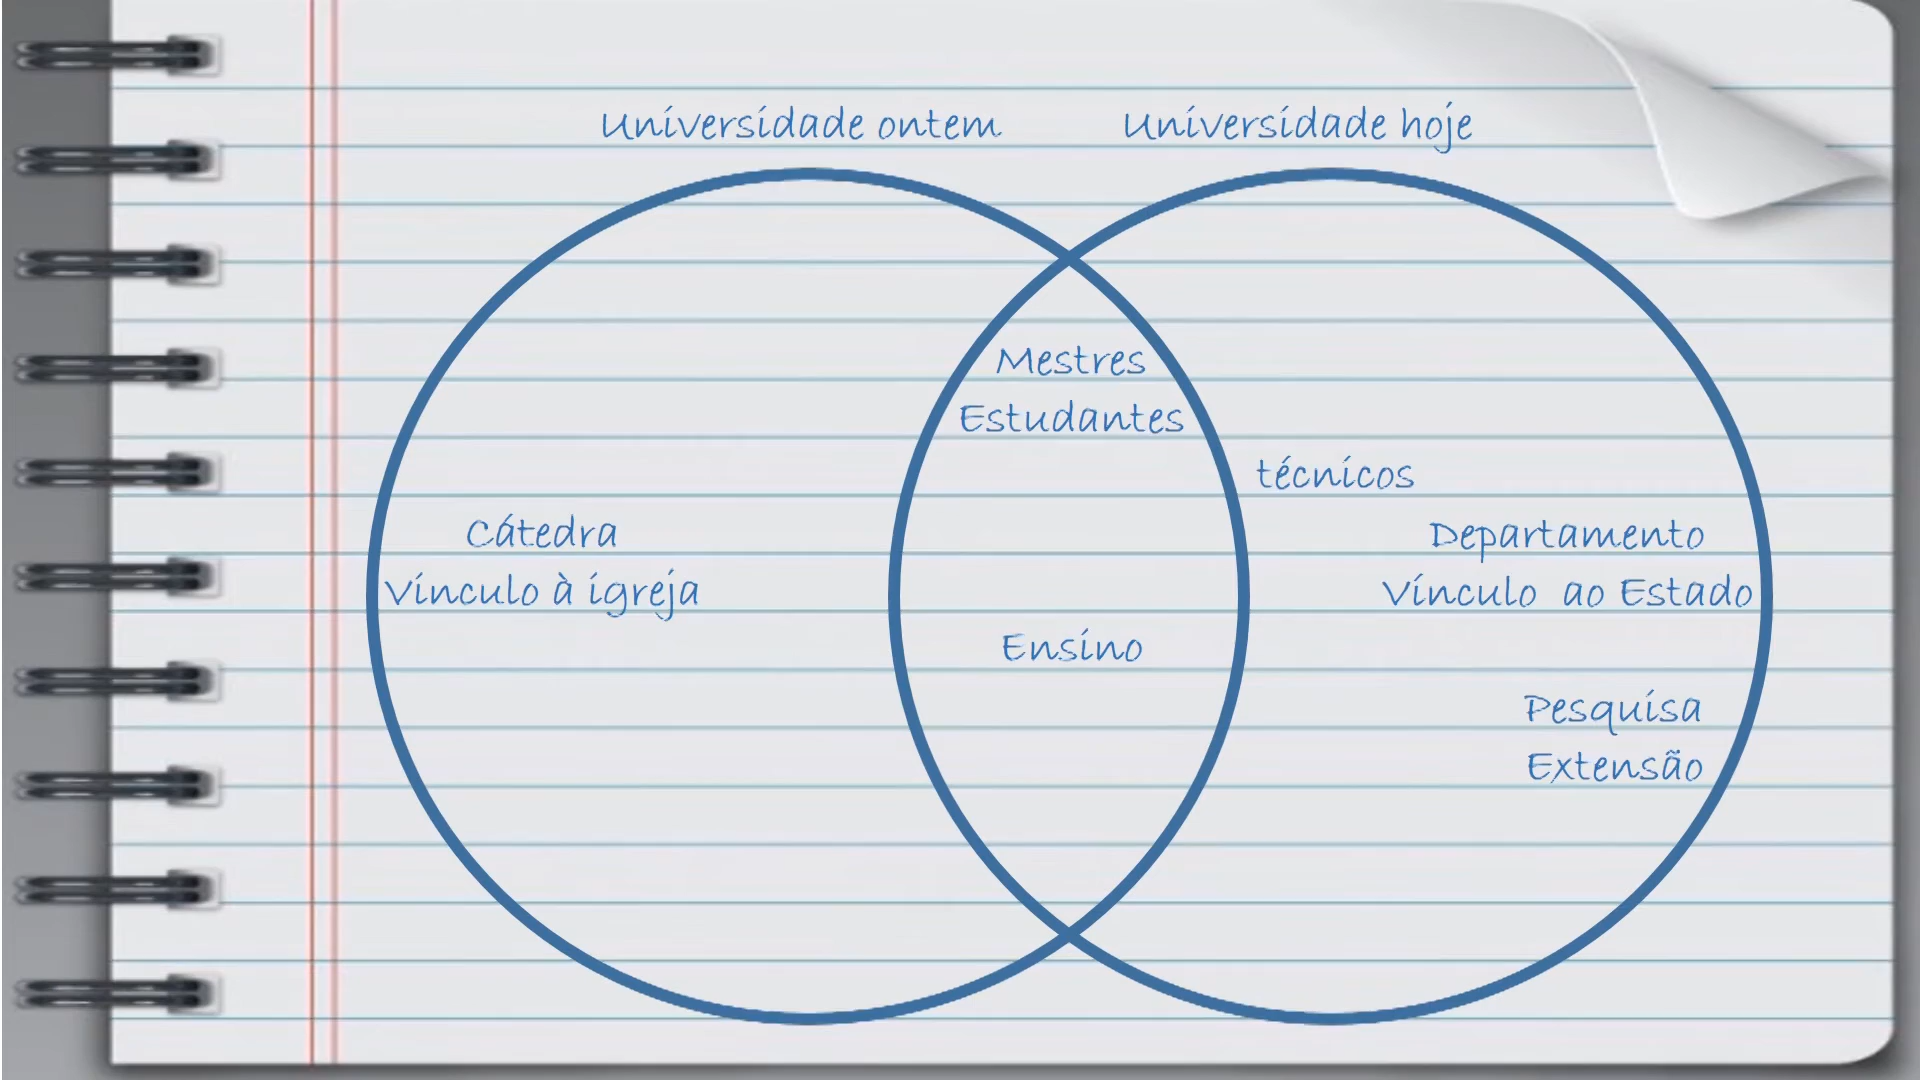 Universidade ontem
Universidade hoje
Mestres
Estudantes
técnicos
Cátedra
Vínculo à igreja
Departamento
Vínculo ao Estado
Ensino
Pesquisa
Extensão